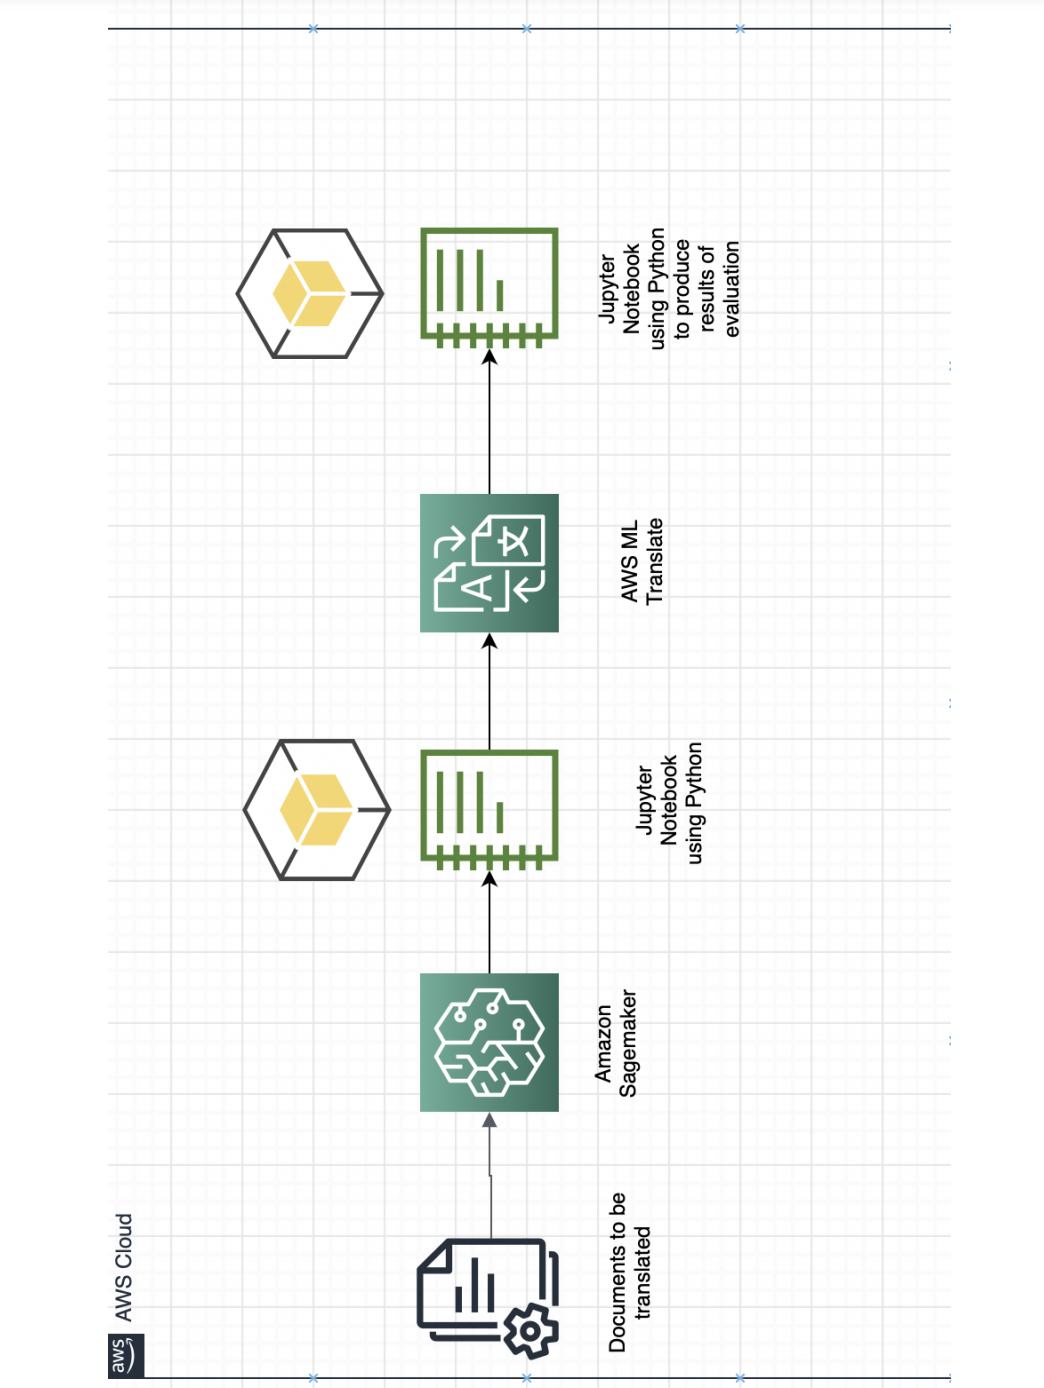 aws
AWS Cloud
Documents to be
translated
Amazon
Sagemaker
Jupyter
Notebook
using Python
A
文
AWS ML
Translate
Jupyter
Notebook
using Python
to produce
results of
evaluation